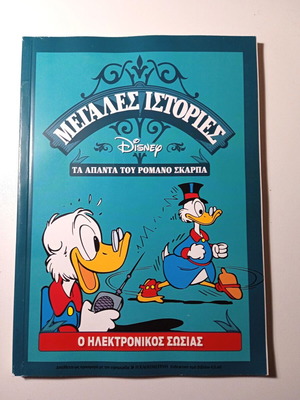 ΜΕΓΑΛΕΣ ΙΣΤΟΡΙΕΣ
Disney
ΤΑ ΑΠΑΝΤΑ ΤΟΥ ΡΟΜΑΝΟ ΣΚΑΡΠΑ
Ο ΗΛΕΚΤΡΟΝΙΚΟΣ ΣΩΣΙΑΣ